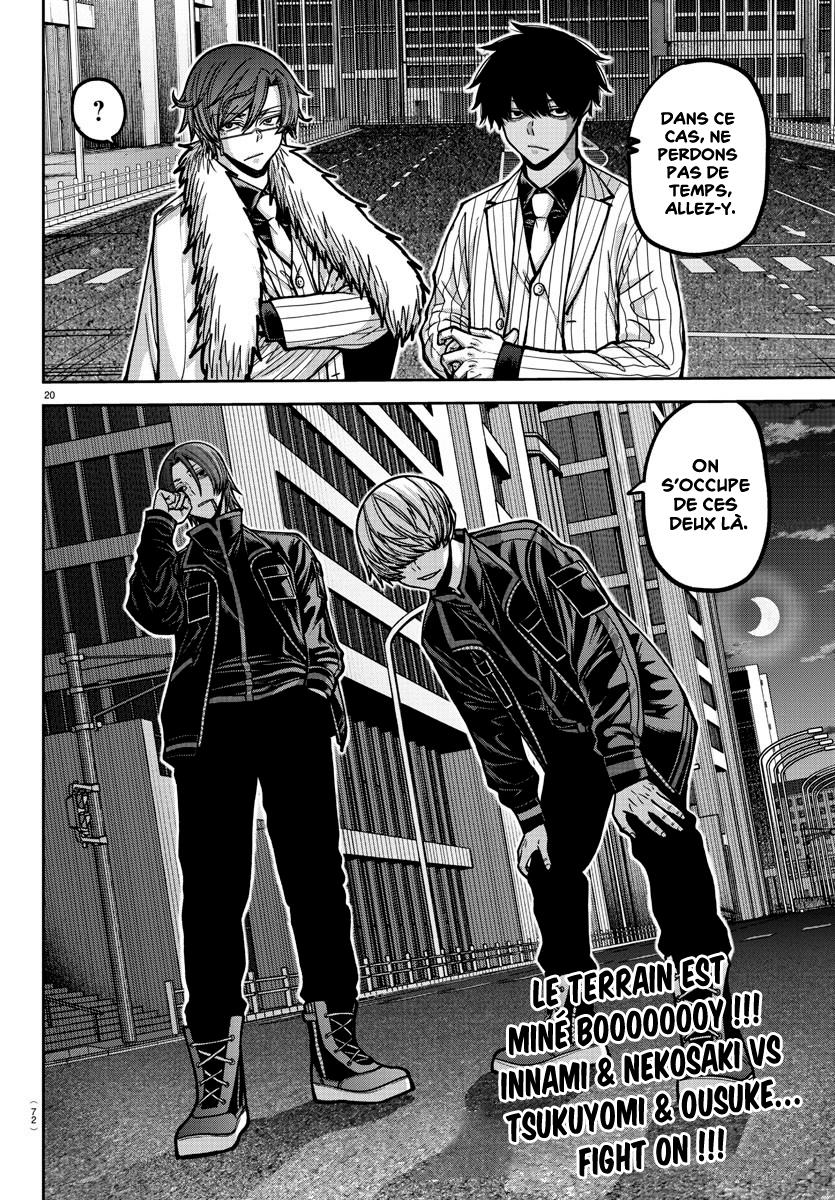 ?
DANS CE
CAS, NE
PERDONS
PAS DE
TEMPS,
ALLEZ-Y.
20
ON
S'OCCUPE
DE CES
DEUX LÀ.
LE TERRAIN EST
MINÉ BOOOOOOOY !!!
INNAMI & NEKOSAKI VS
TSUKUYOMI & OUSUKE...
FIGHT ON !!!
(72)